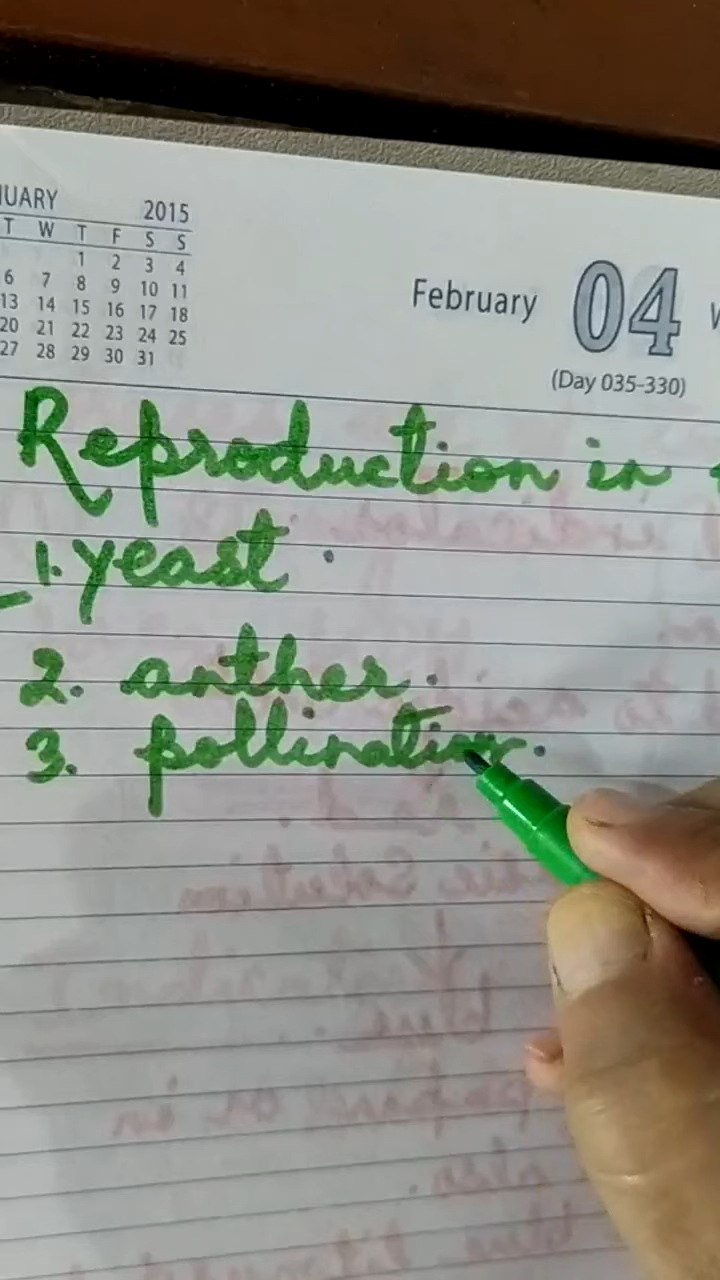 NUARY 2015
T W T F S S
1 2 3 4
6 7 8 9 10 11
13 14 15 16 17 18
20 21 22 23 24 25
27 28 29 30 31
February 04
(Day 035-330)
Reproduction in
1. yeast.
2. anther.
3. pollination.